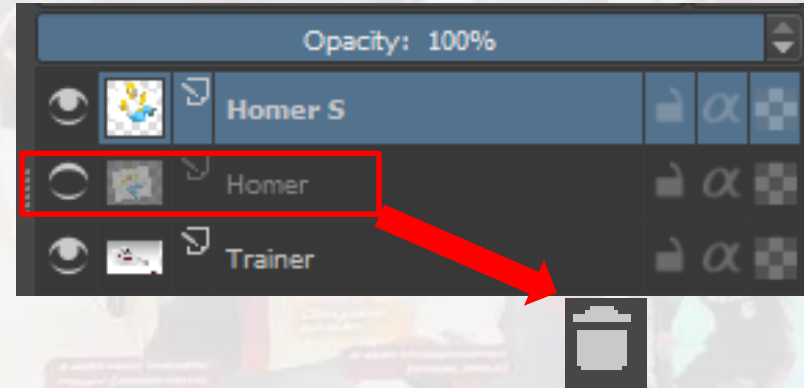 Opacity: 100%
Homer S
α
Homer
α
Trainer
α